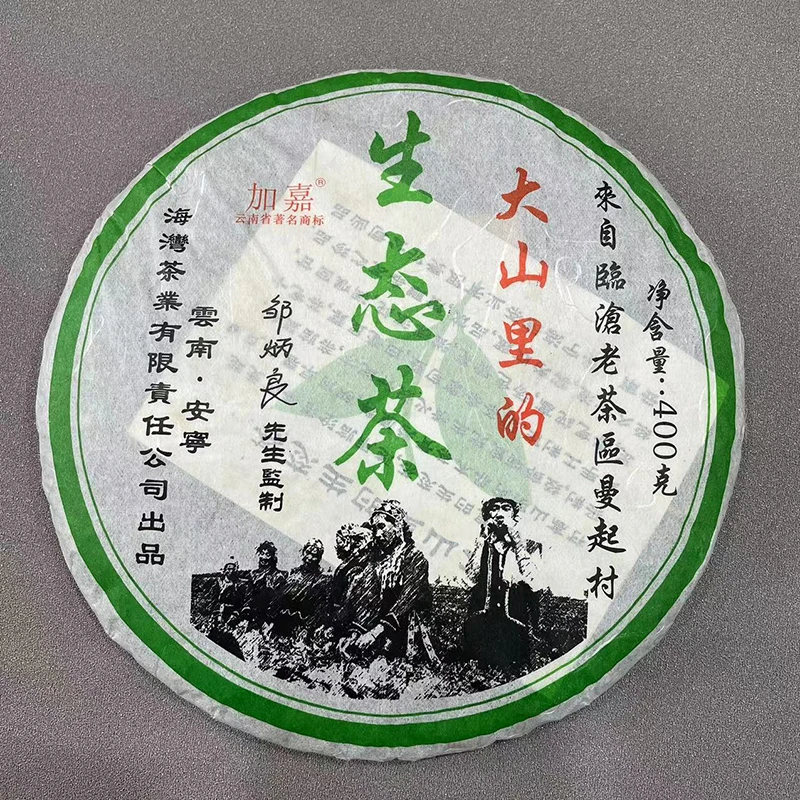 净含量：400克
來自臨滄老茶區曼起村
大山里的
生态茶
加嘉®
云南省著名商标
邹炳良 先生監制
雲南·安寧
海灣茶業有限責任公司出品